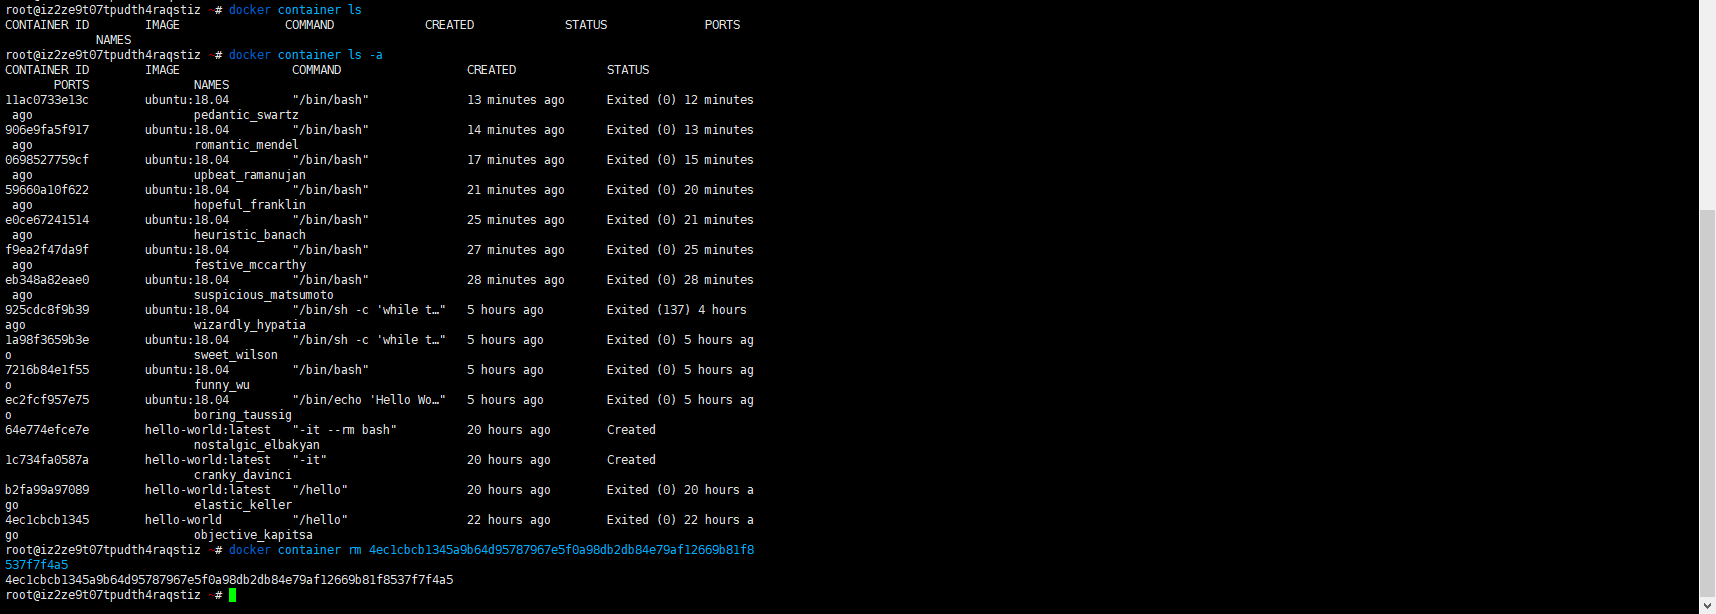 root@iz2ze9t07tpudth4raqstiz ~# docker container ls
CONTAINER ID        IMAGE               COMMAND             CREATED             STATUS              PORTS
             NAMES
root@iz2ze9t07tpudth4raqstiz ~# docker container ls -a
CONTAINER ID        IMAGE                COMMAND                  CREATED             STATUS
       PORTS               NAMES
11ac0733e13c        ubuntu:18.04         "/bin/bash"              13 minutes ago      Exited (0) 12 minutes
 ago                       pedantic_swartz
906e9fa5f917        ubuntu:18.04         "/bin/bash"              14 minutes ago      Exited (0) 13 minutes
 ago                       romantic_mendel
0698527759cf        ubuntu:18.04         "/bin/bash"              17 minutes ago      Exited (0) 15 minutes
 ago                       upbeat_ramanujan
59660a10f622        ubuntu:18.04         "/bin/bash"              21 minutes ago      Exited (0) 20 minutes
 ago                       hopeful_franklin
e0ce67241514        ubuntu:18.04         "/bin/bash"              25 minutes ago      Exited (0) 21 minutes
 ago                       heuristic_banach
f9ea2f47da9f        ubuntu:18.04         "/bin/bash"              27 minutes ago      Exited (0) 25 minutes
 ago                       festive_mccarthy
eb348a82eae0        ubuntu:18.04         "/bin/bash"              28 minutes ago      Exited (0) 28 minutes
 ago                       suspicious_matsumoto
925cdc8f9b39        ubuntu:18.04         "/bin/sh -c 'while t…"   5 hours ago         Exited (137) 4 hours
ago                        wizardly_hypatia
1a98f3659b3e        ubuntu:18.04         "/bin/sh -c 'while t…"   5 hours ago         Exited (0) 5 hours ag
o                          sweet_wilson
7216b84e1f55        ubuntu:18.04         "/bin/bash"              5 hours ago         Exited (0) 5 hours ag
o                          funny_wu
ec2fcf957e75        ubuntu:18.04         "/bin/echo 'Hello Wo…"   5 hours ago         Exited (0) 5 hours ag
o                          boring_taussig
64e774efce7e        hello-world:latest   "-it --rm bash"          20 hours ago        Created
                           nostalgic_elbakyan
1c734fa0587a        hello-world:latest   "-it"                    20 hours ago        Created
                           cranky_davinci
b2fa99a97089        hello-world:latest   "/hello"                 20 hours ago        Exited (0) 20 hours a
go                         elastic_keller
4ec1cbcb1345        hello-world          "/hello"                 22 hours ago        Exited (0) 22 hours a
go                         objective_kapitsa
root@iz2ze9t07tpudth4raqstiz ~# docker container rm 4ec1cbcb1345a9b64d95787967e5f0a98db2db84e79af12669b81f8
537f7f4a5
4ec1cbcb1345a9b64d95787967e5f0a98db2db84e79af12669b81f8537f7f4a5
root@iz2ze9t07tpudth4raqstiz ~#